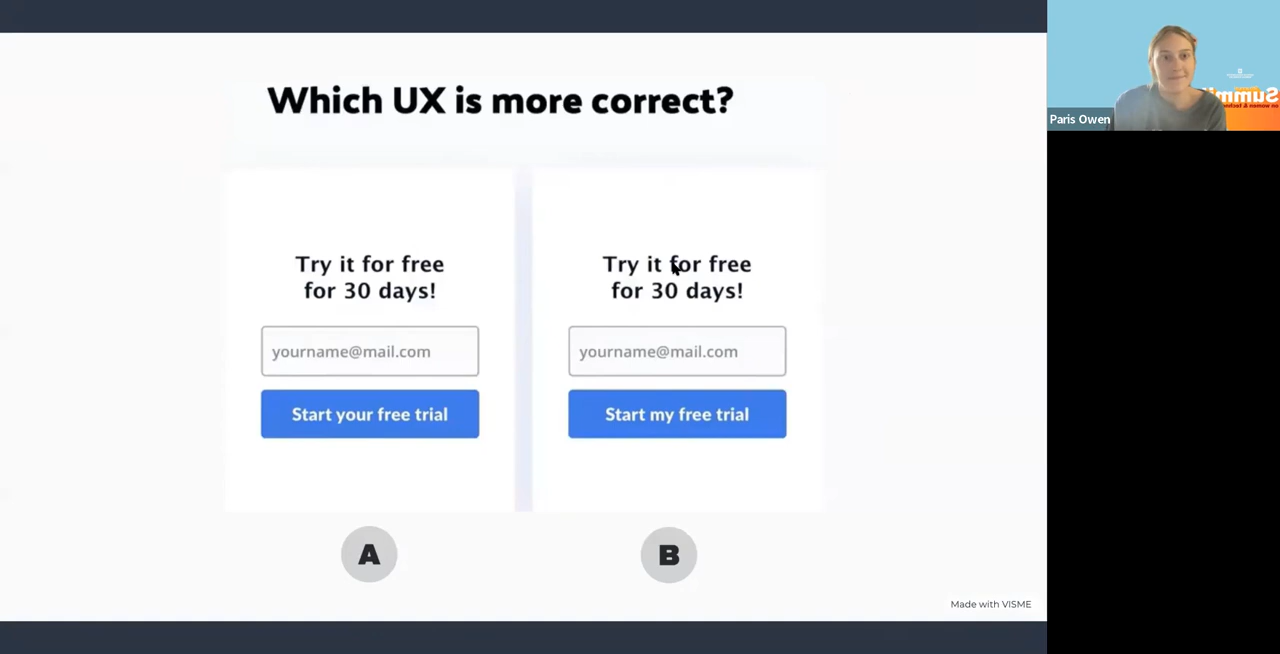 Which UX is more correct?
Try it for free
for 30 days!
yourname@mail.com
Start your free trial
A
Try it for free
for 30 days!
yourname@mail.com
Start my free trial
B
Made with VISME
Paris Owen
Summit